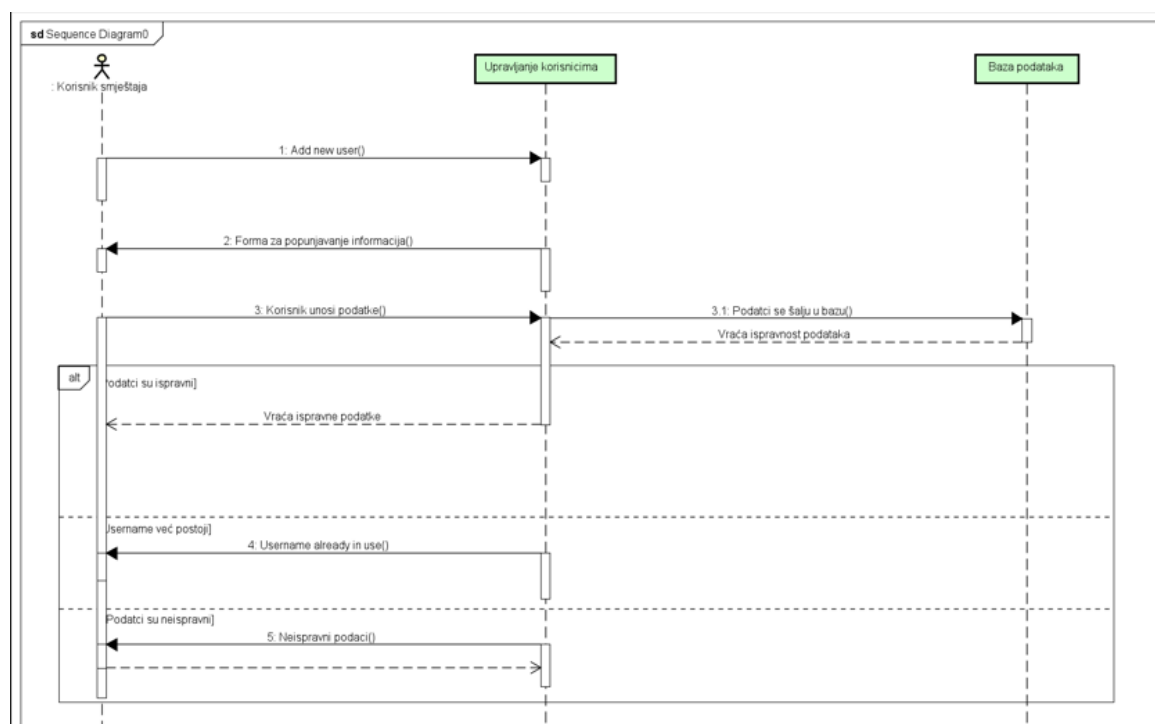 sd Sequence Diagram0
: Korisnik smještaja
Upravljanje korisnicima
Baza podataka
1: Add new user()
2: Forma za popunjavanje informacija()
3: Korisnik unosi podatke()
3.1: Podatci se šalju u bazu()
Vraća ispravnost podataka
alt
odatci su ispravni]
Vraća ispravne podatke
Username već postoji]
4: Username already in use()
Podatci su neispravni]
5: Neispravni podaci()